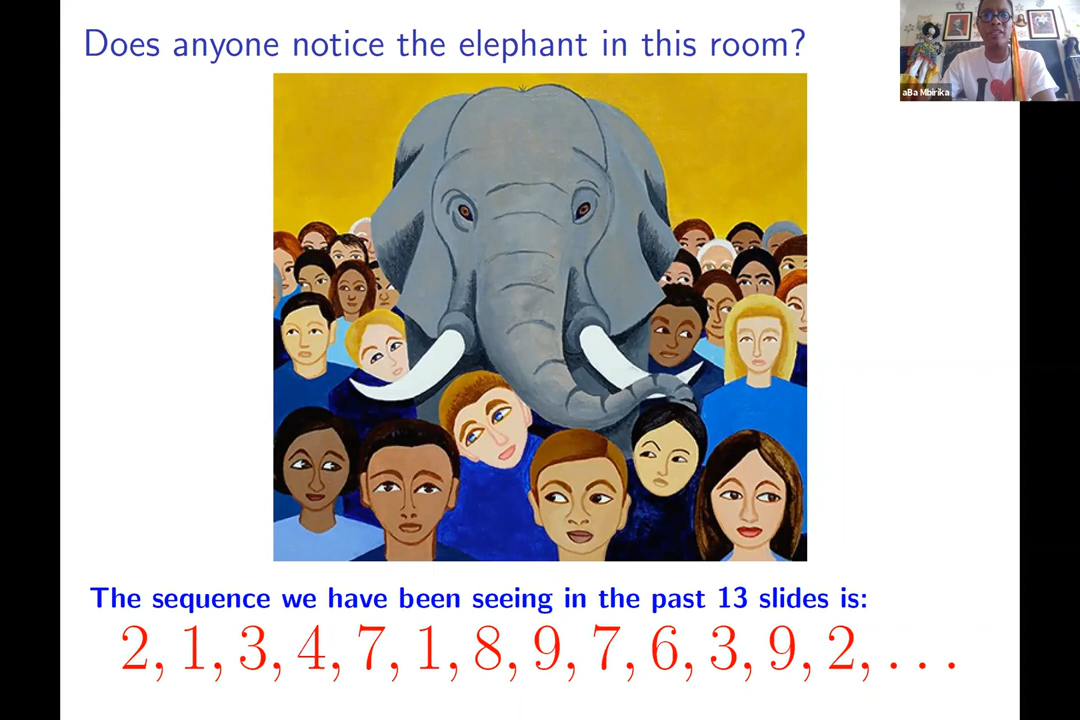 Does anyone notice the elephant in this room?
aBa Mbirika
I
The sequence we have been seeing in the past 13 slides is:
2, 1, 3, 4, 7, 1, 8, 9, 7, 6, 3, 9, 2, . . .